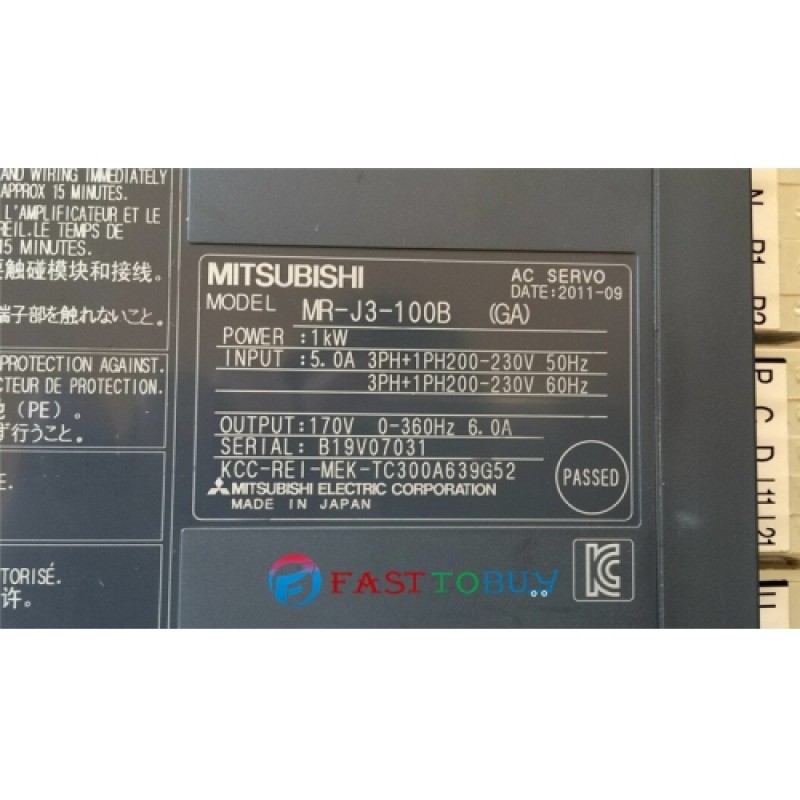 AND WIRING IMMEDIATELY
APPROX 15 MINUTES.
L'AMPLIFICATEUR ET LE
REIL.LE TEMPS DE
15 MINUTES.
触碰模块和接线。
端子部を触れないこと。
PROTECTION AGAINST.
CTEUR DE PROTECTION.
(PE)。
ず行うこと。
E.
TORISÉ.
许。
MITSUBISHI
AC SERVO
MODEL MR-J3-100B (GA)
DATE:2011-09
POWER :1kW
INPUT :5.0A 3PH+1PH200-230V 50Hz
3PH+1PH200-230V 60Hz
OUTPUT:170V 0-360Hz 6.0A
SERIAL: B19V07031
KCC-REI-MEK-TC300A639G52
MITSUBISHI ELECTRIC CORPORATION
MADE IN JAPAN
PASSED
FASTTOBUY
N
P1
P2
P
C
D
L11
L21
U